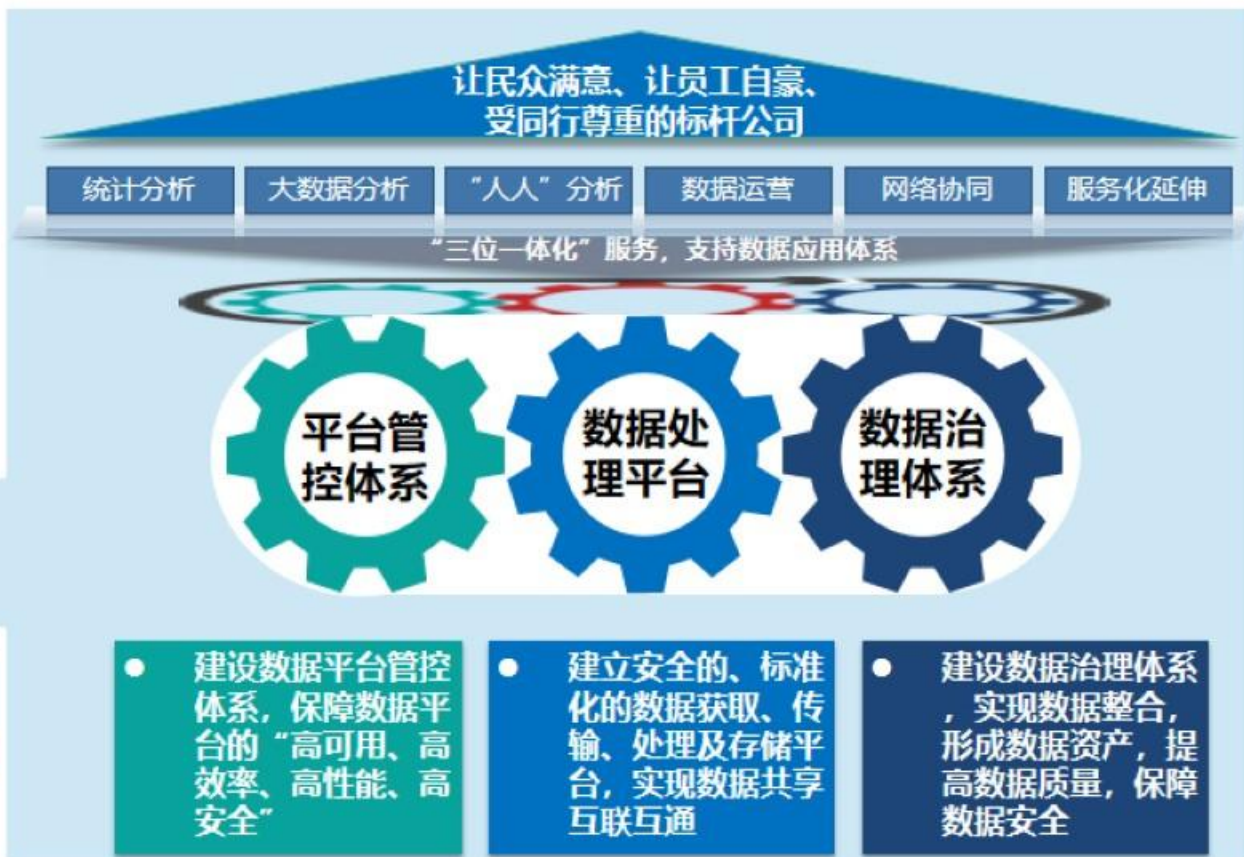 让民众满意、让员工自豪、
受同行尊重的标杆公司
统计分析
大数据分析
“人人”分析
数据运营
网络协同
服务化延伸
“三位一体化”服务，支持数据应用体系
平台管
控体系
数据处
理平台
数据治
理体系
● 建设数据平台管控
体系，保障数据平
台的“高可用、高
效率、高性能、高
安全”
● 建立安全的、标准
化的数据获取、传
输、处理及存储平
台，实现数据共享
互联互通
● 建设数据治理体系
，实现数据整合，
形成数据资产，提
高数据质量，保障
数据安全